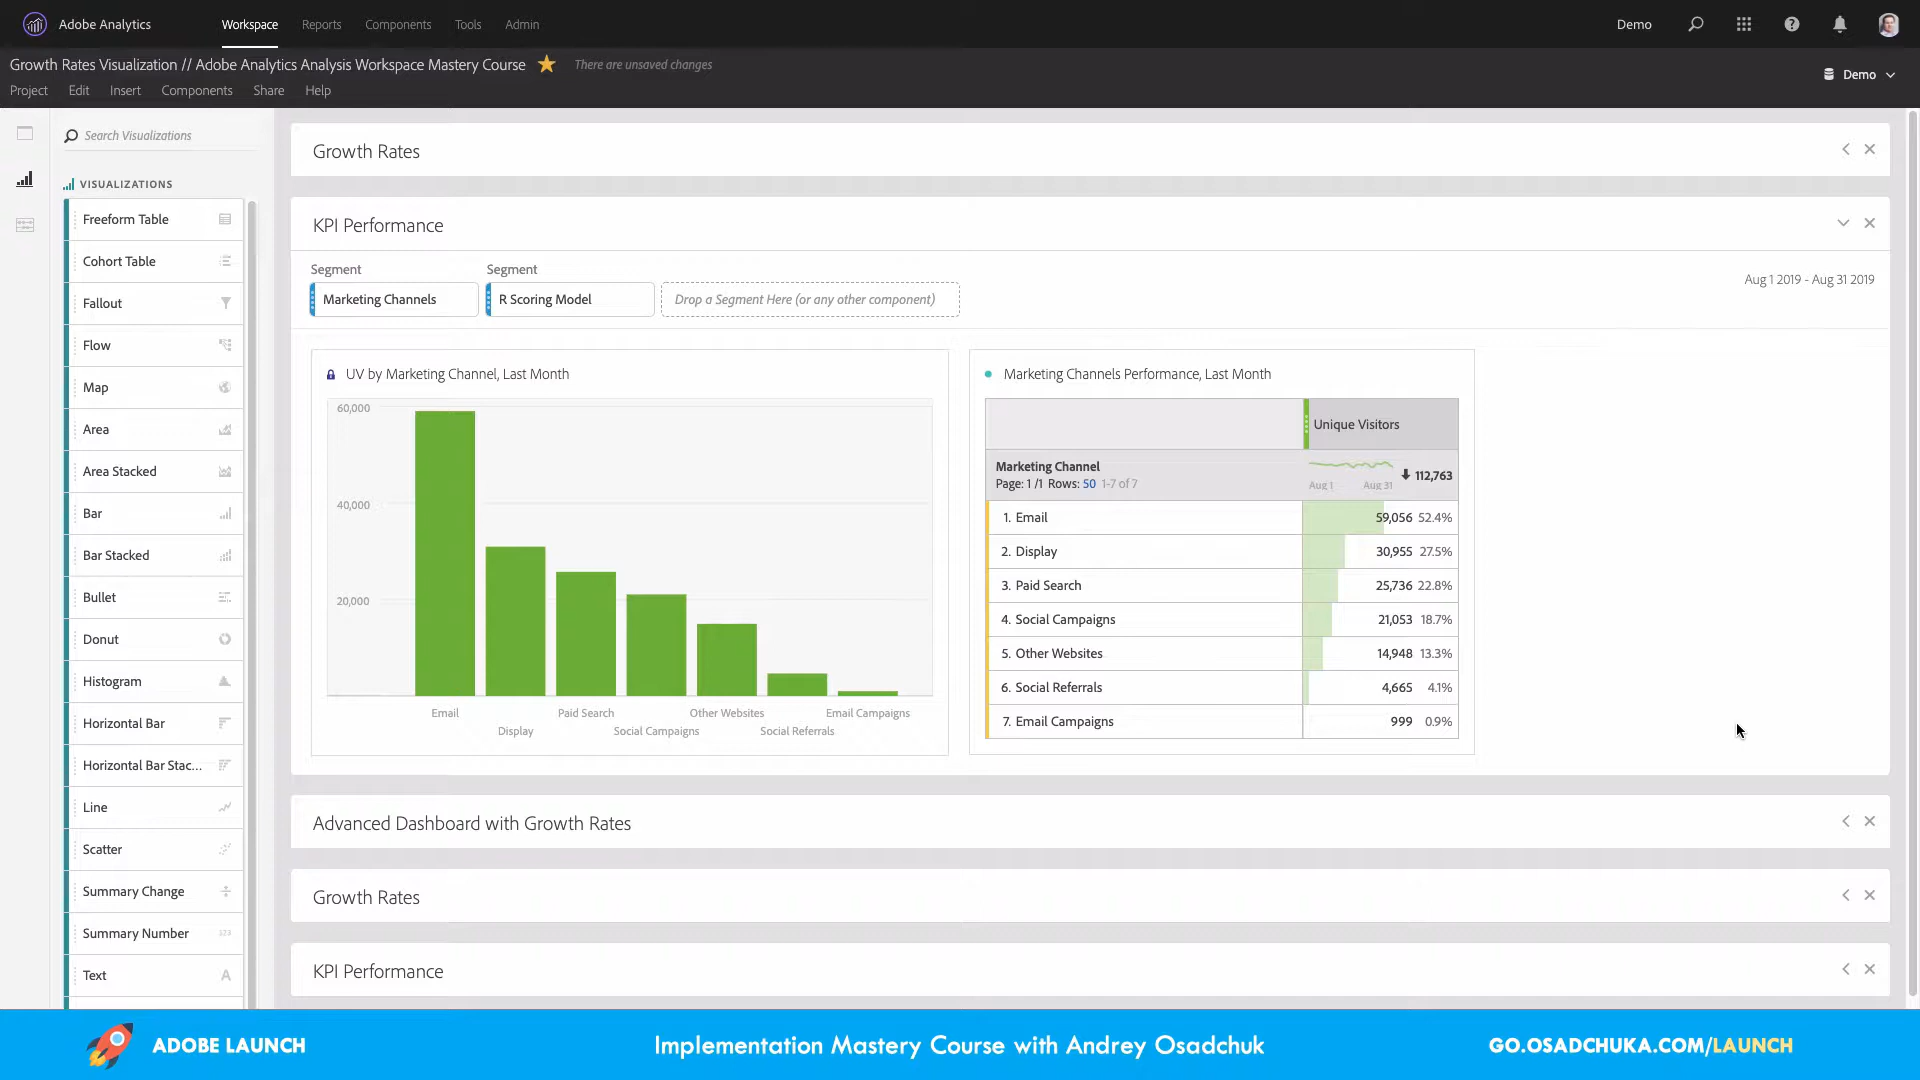 Adobe Analytics
Workspace Reports Components Tools Admin
Demo
Growth Rates Visualization // Adobe Analytics Analysis Workspace Mastery Course
There are unsaved changes
Project Edit Insert Components Share Help
Demo
Search Visualizations
VISUALIZATIONS
Freeform Table
Cohort Table
Fallout
Flow
Map
Area
Area Stacked
Bar
Bar Stacked
Bullet
Donut
Histogram
Horizontal Bar
Horizontal Bar Stac...
Line
Scatter
Summary Change
Summary Number
123
Text
A
Growth Rates
KPI Performance
Segment
Marketing Channels
Segment
R Scoring Model
Drop a Segment Here (or any other component)
Aug 1 2019 - Aug 31 2019
UV by Marketing Channel, Last Month
60,000
40,000
20,000
Email
Display
Paid Search
Social Campaigns
Other Websites
Social Referrals
Email Campaigns
Marketing Channels Performance, Last Month
Unique Visitors
Marketing Channel
Page: 1 /1 Rows: 50 1-7 of 7
Aug 1 Aug 31
112,763
1. Email 59,056 52.4%
2. Display 30,955 27.5%
3. Paid Search 25,736 22.8%
4. Social Campaigns 21,053 18.7%
5. Other Websites 14,948 13.3%
6. Social Referrals 4,665 4.1%
7. Email Campaigns 999 0.9%
Advanced Dashboard with Growth Rates
Growth Rates
KPI Performance
ADOBE LAUNCH
Implementation Mastery Course with Andrey Osadchuk
GO.OSADCHUKA.COM/LAUNCH